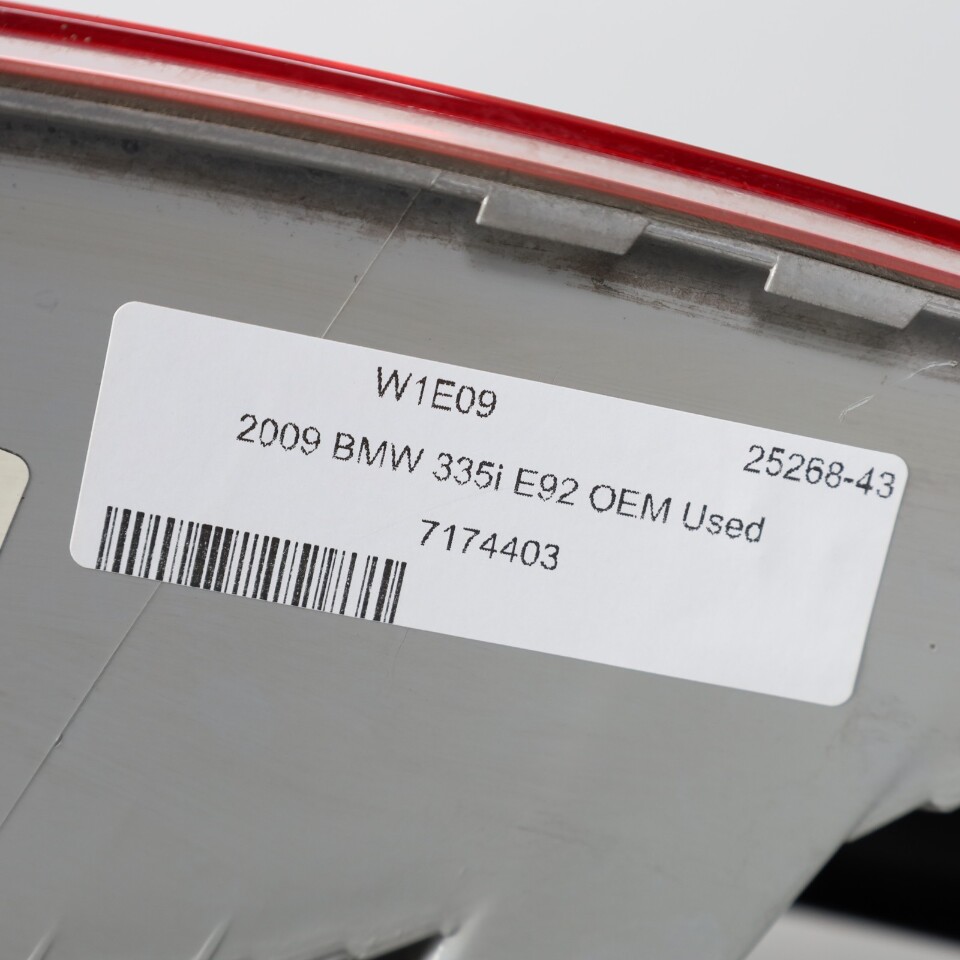 W1E09
25268-43
2009 BMW 335i E92 OEM Used
7174403